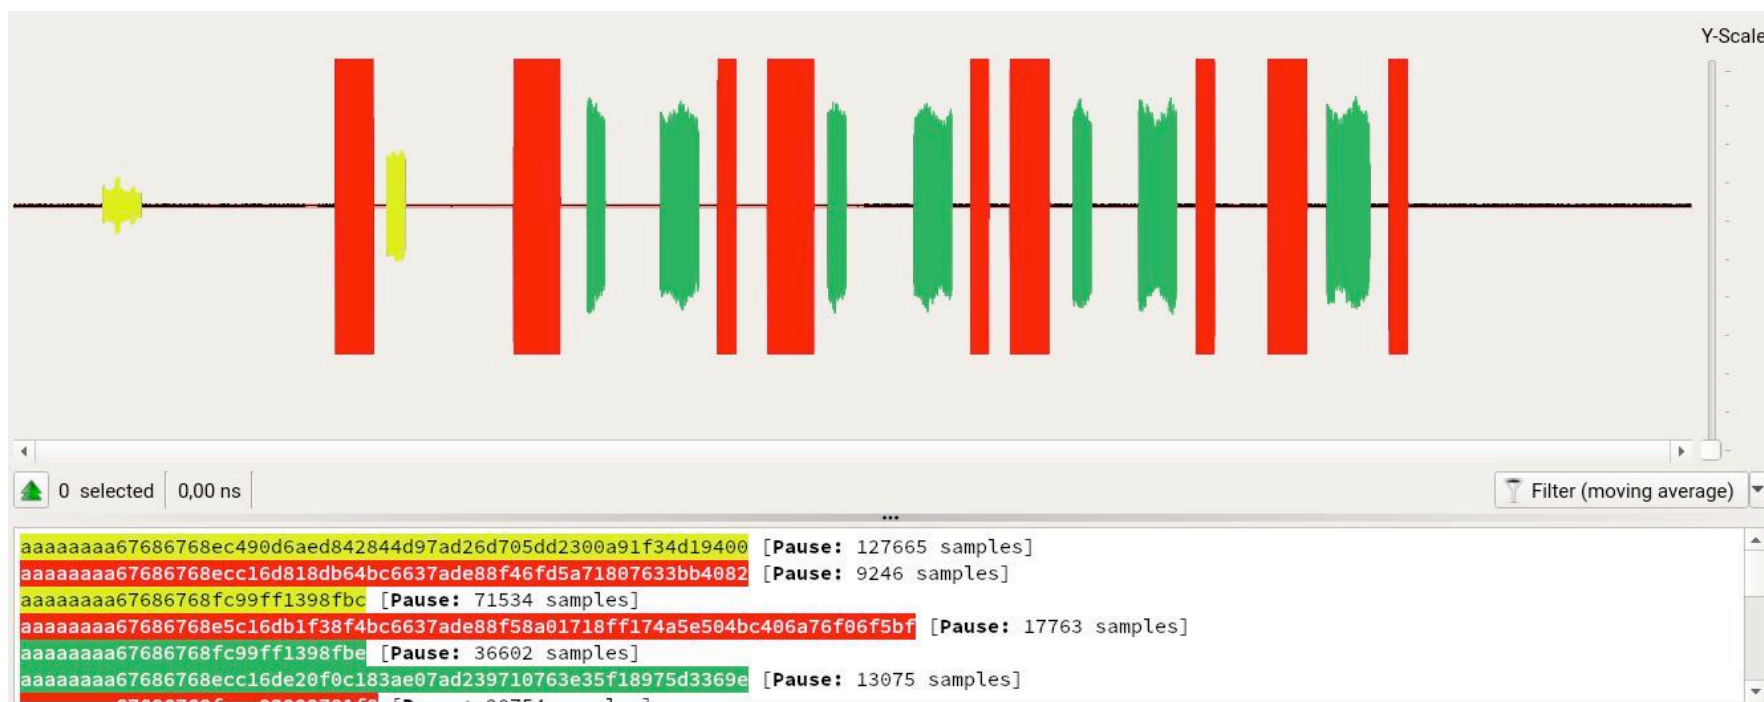 Y-Scale
0 selected 0,00 ns
Filter (moving average)
aaaaaaaa67686768ec490d6aed842844d97ad26d705dd2300a91f34d19400 [Pause: 127665 samples]
aaaaaaaa67686768ecc16d818db64bc6637ade88f46fd5a71807633bb4082 [Pause: 9246 samples]
aaaaaaaa67686768fc99ff1398fbc [Pause: 71534 samples]
aaaaaaaa67686768e5c16db1f38f4bc6637ade88f58a01718ff174a5e504bc406a76f06f5bf [Pause: 17763 samples]
aaaaaaaa67686768fc99ff1398fbe [Pause: 36602 samples]
aaaaaaaa67686768ecc16de20f0c183ae07ad239710763e35f18975d3369e [Pause: 13075 samples]